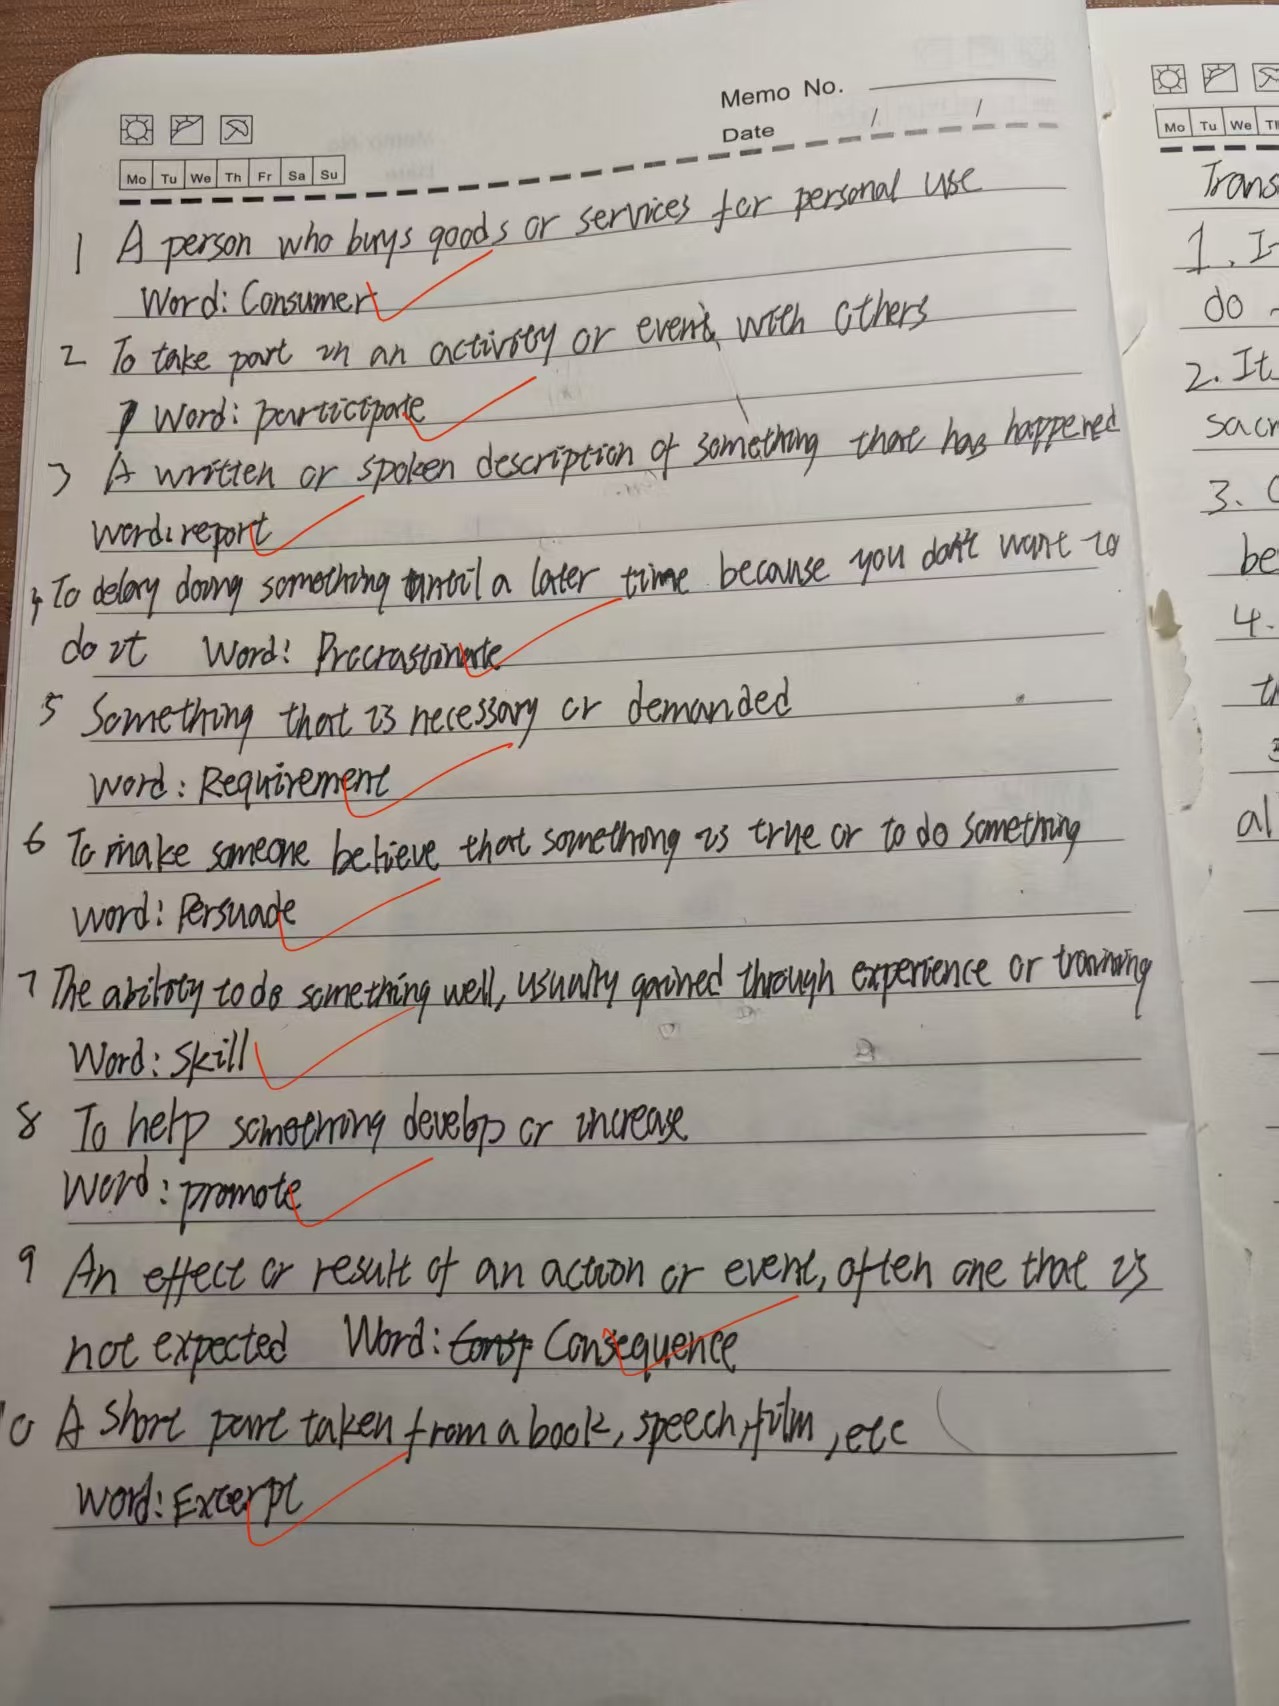 Memo No.
Date / /
Mo Tu We Th Fr Sa Su
1 A person who buys goods or services for personal use
Word: Consumer
2 To take part in an activity or event with others
Word: participate
3 A written or spoken description of something that has happened
Word: report
4 To delay doing something until a later time because you don't want to
do it Word: Procrastinate
5 Something that is necessary or demanded
Word: Requirement
6 To make someone believe that something is true or to do something
Word: Persuade
7 The ability to do something well, usually gained through experience or training
Word: Skill
8 To help something develop or increase
Word: promote
9 An effect or result of an action or event, often one that is
not expected Word: Consequence
10 A short part taken from a book, speech, film, etc
Word: Excerpt
Mo Tu We
Trans
1. I
do
2. It
sacr
3.
be
4.
th
al